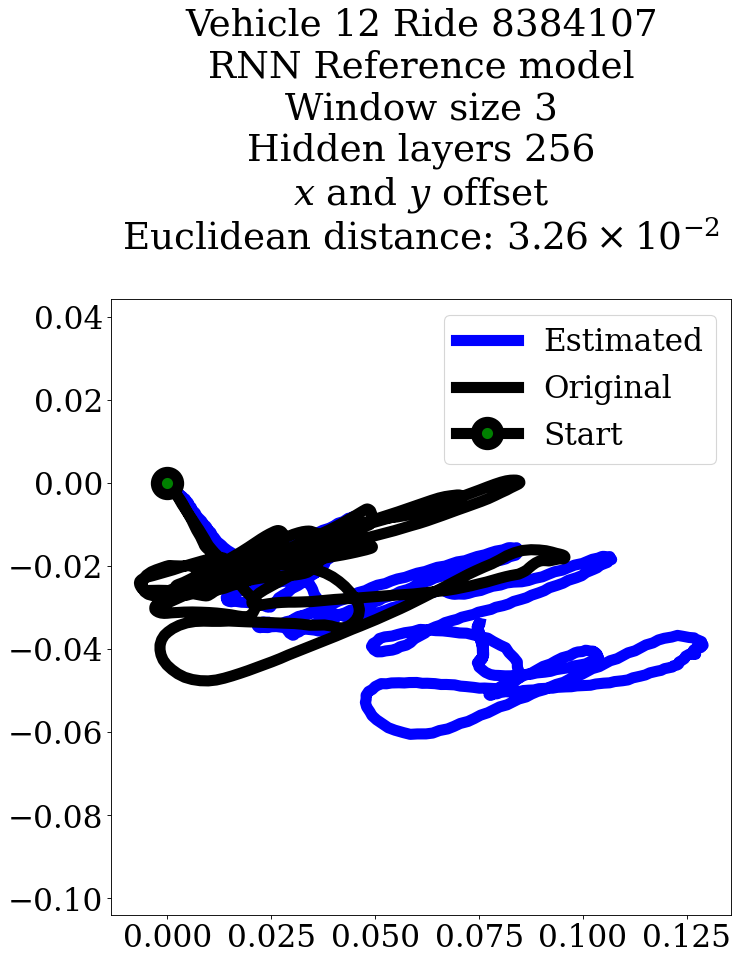 Vehicle 12 Ride 8384107
RNN Reference model
Window size 3
Hidden layers 256
x and y offset
Euclidean distance: 3.26 × 10⁻²
Estimated
Original
Start
0.04
0.02
0.00
−0.02
−0.04
−0.06
−0.08
−0.10
0.000 0.025 0.050 0.075 0.100 0.125